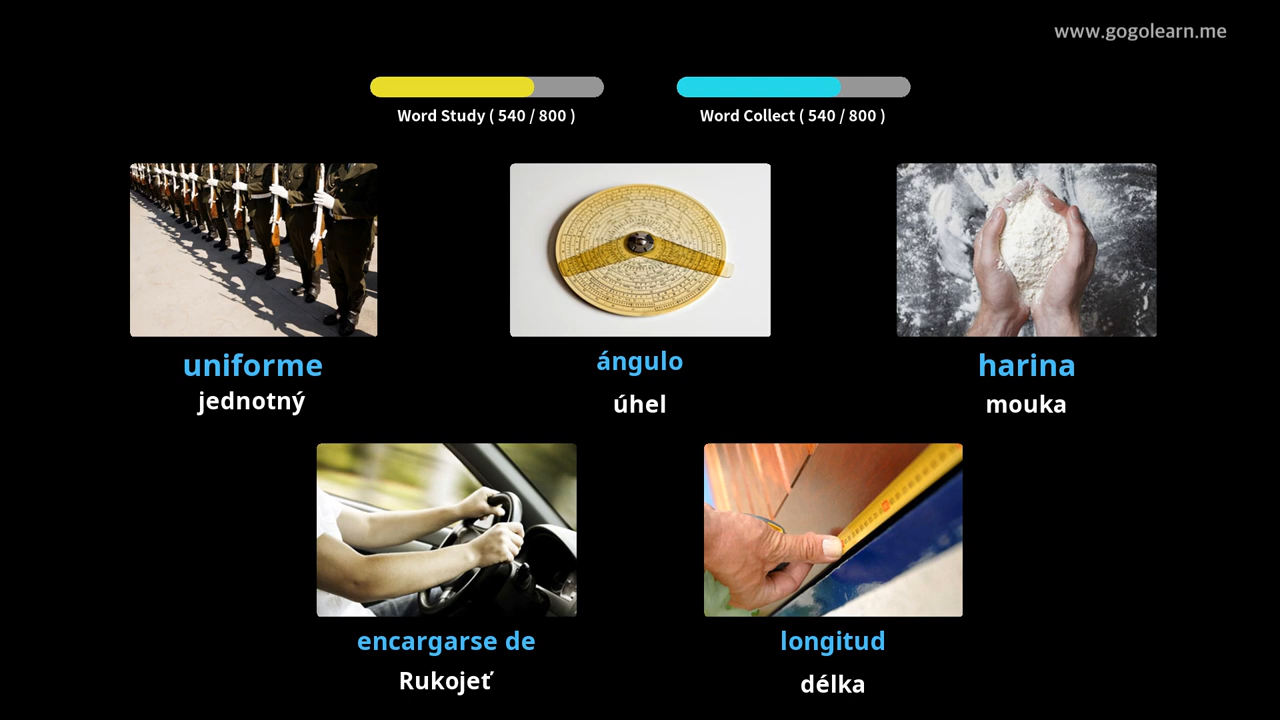 www.gogolearn.me
Word Study ( 540 / 800 )
Word Collect ( 540 / 800 )
uniforme
jednotný
ángulo
úhel
harina
mouka
encargarse de
Rukojeť
longitud
délka